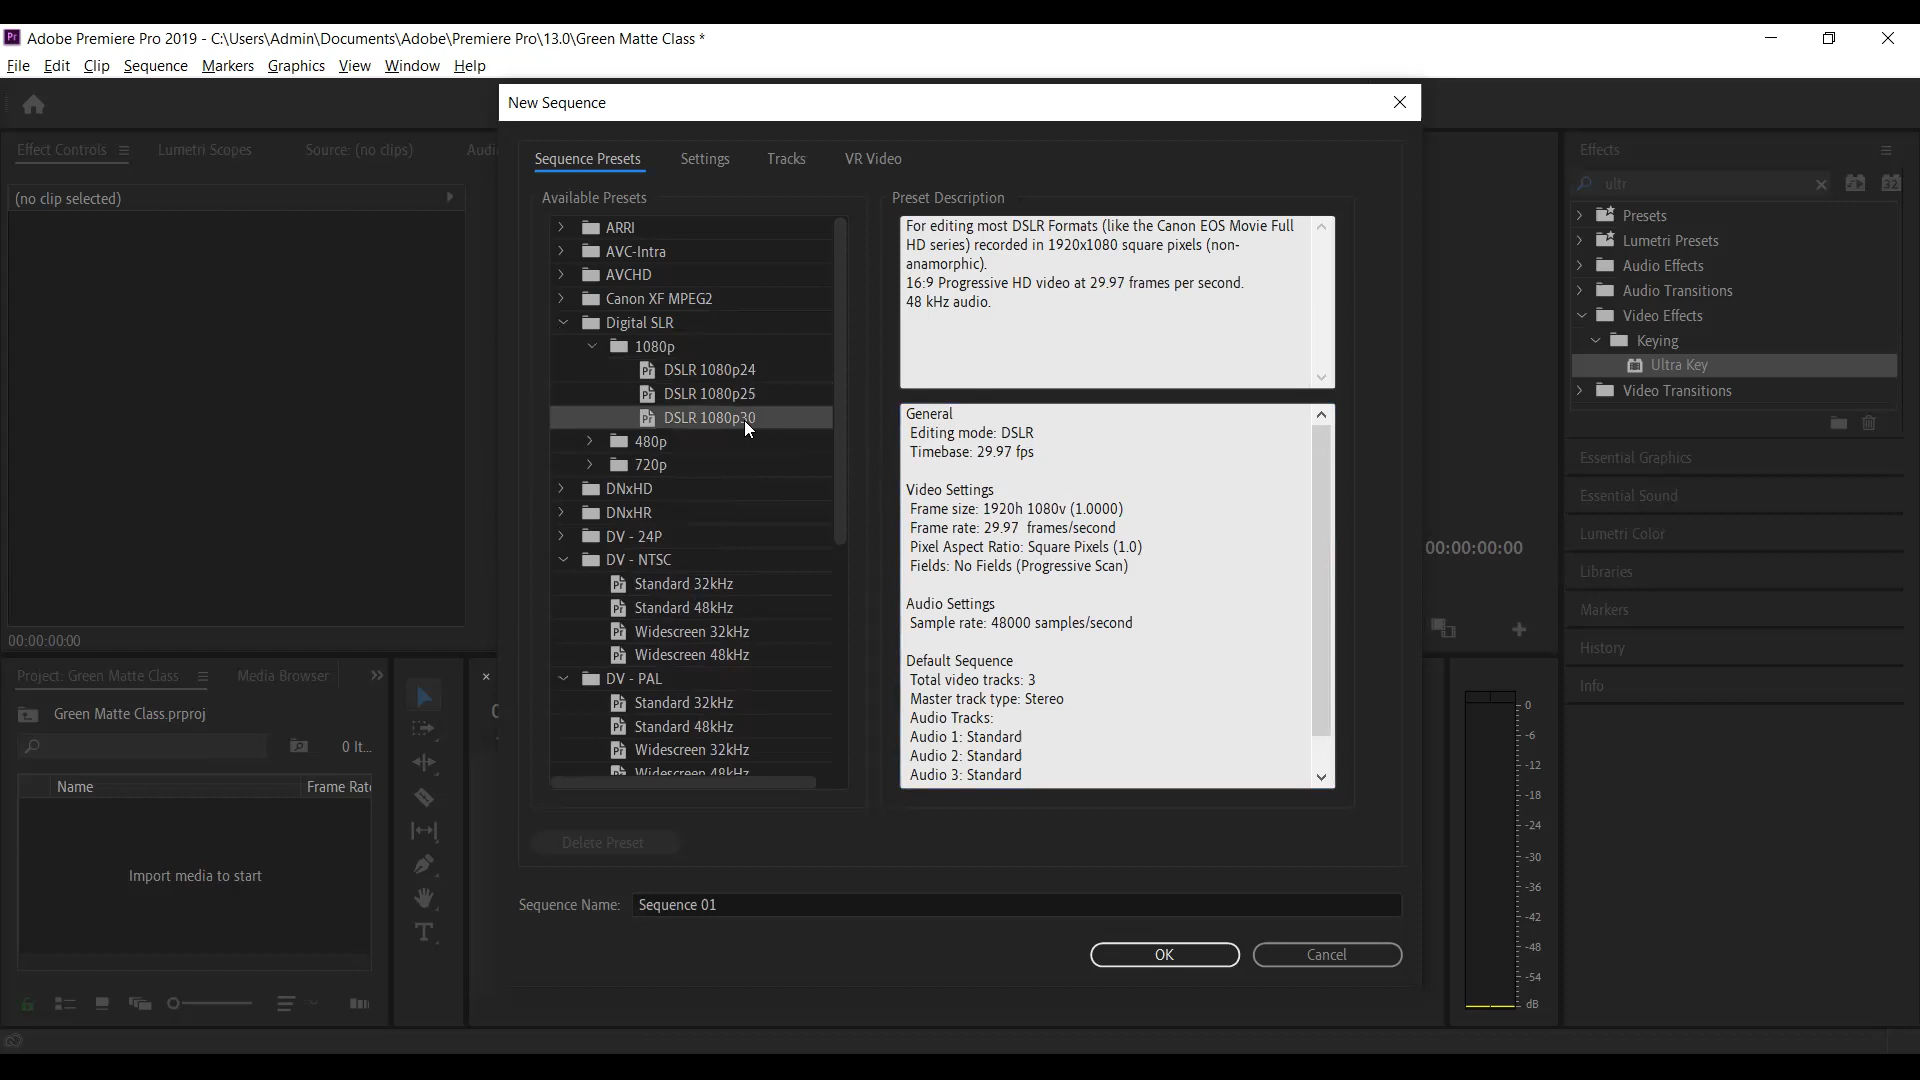 Adobe Premiere Pro 2019 - C:\Users\Admin\Documents\Adobe\Premiere Pro\13.0\Green Matte Class *
File Edit Clip Sequence Markers Graphics View Window Help
New Sequence
Effect Controls Lumetri Scopes Source: (no clips) Audi
(no clip selected)
00:00:00:00
Sequence Presets Settings Tracks VR Video
Available Presets
ARRI
AVC-Intra
AVCHD
Canon XF MPEG2
Digital SLR
1080p
DSLR 1080p24
DSLR 1080p25
DSLR 1080p30
480p
720p
DNxHD
DNxHR
DV - 24P
DV - NTSC
Standard 32kHz
Standard 48kHz
Widescreen 32kHz
Widescreen 48kHz
DV - PAL
Standard 32kHz
Standard 48kHz
Widescreen 32kHz
Widescreen 48kHz
Preset Description
For editing most DSLR Formats (like the Canon EOS Movie Full
HD series) recorded in 1920x1080 square pixels (non-
anamorphic).
16:9 Progressive HD video at 29.97 frames per second.
48 kHz audio.
General
Editing mode: DSLR
Timebase: 29.97 fps
Video Settings
Frame size: 1920h 1080v (1.0000)
Frame rate: 29.97 frames/second
Pixel Aspect Ratio: Square Pixels (1.0)
Fields: No Fields (Progressive Scan)
Audio Settings
Sample rate: 48000 samples/second
Default Sequence
Total video tracks: 3
Master track type: Stereo
Audio Tracks:
Audio 1: Standard
Audio 2: Standard
Audio 3: Standard
Delete Preset
Sequence Name: Sequence 01
OK Cancel
Project: Green Matte Class Media Browser
Green Matte Class.prproj
0 It...
Name Frame Rat
Import media to start
00:00:00:00
0
-6
-12
-18
-24
-30
-36
-42
-48
-54
dB
Effects
ultr
32
Presets
Lumetri Presets
Audio Effects
Audio Transitions
Video Effects
Keying
Ultra Key
Video Transitions
Essential Graphics
Essential Sound
Lumetri Color
Libraries
Markers
History
Info